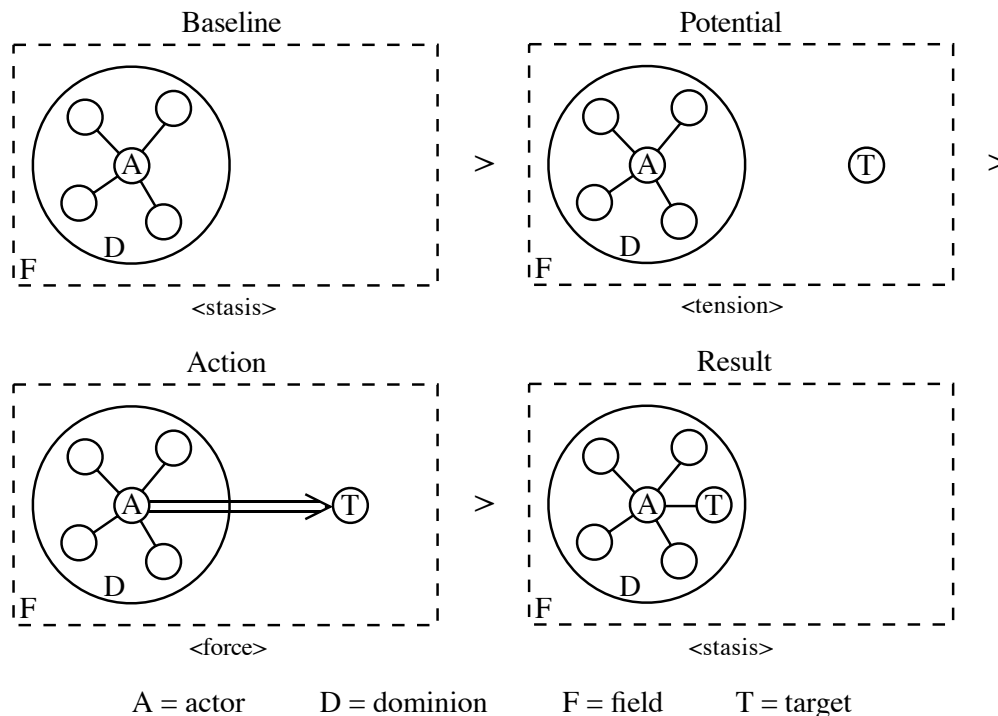 Baseline Potential
A A T
> >
D D
F F
<stasis> <tension>
Action Result
A T A T
>
D D
F F
<force> <stasis>
A = actor D = dominion F = field T = target